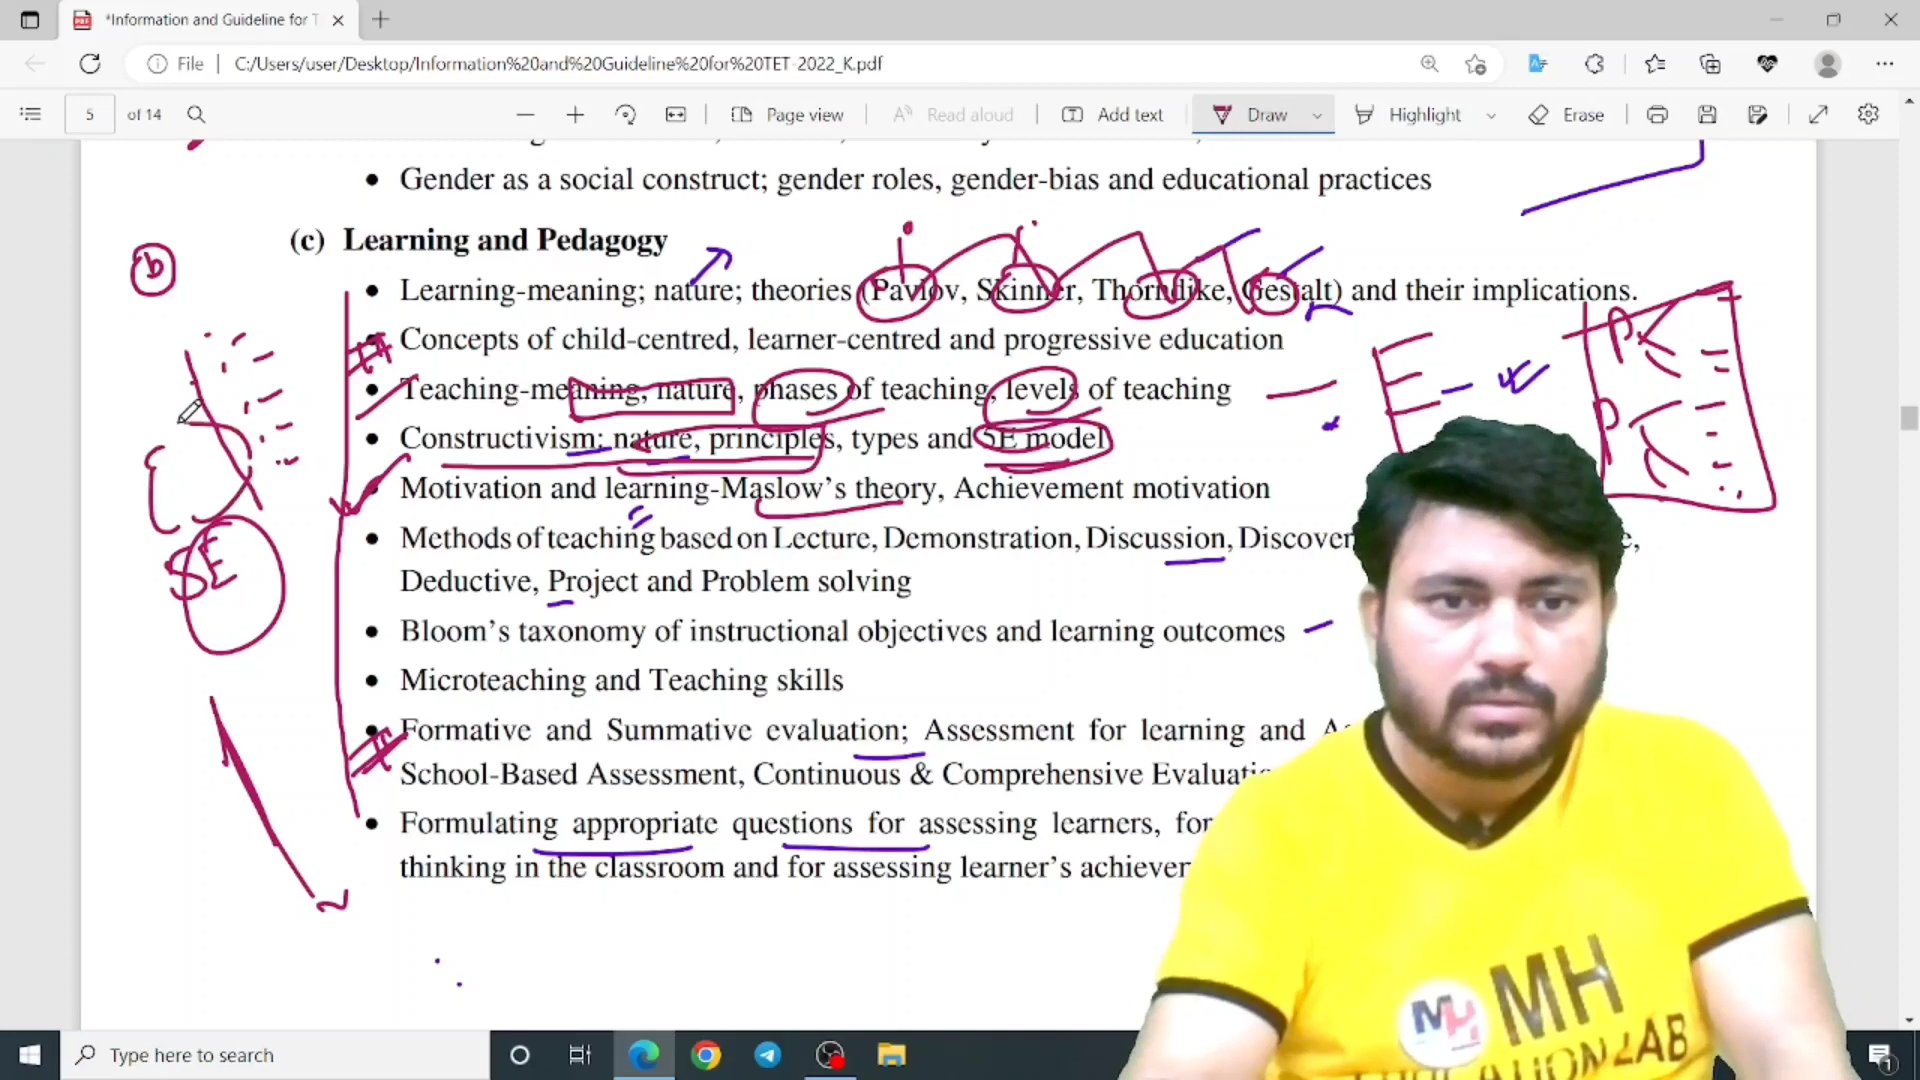 *Information and Guideline for T
File
C:/Users/user/Desktop/Information%20and%20Guideline%20for%20TET-2022_K.pdf
5 of 14
Page view
Read aloud
Add text
Draw
Highlight
Erase
• Gender as a social construct; gender roles, gender-bias and educational practices
b
(c) Learning and Pedagogy
• Learning-meaning; nature; theories (Pavlov, Skinner, Thorndike, Gestalt) and their implications.
• Concepts of child-centred, learner-centred and progressive education
• Teaching-meaning, nature, phases of teaching, levels of teaching
• Constructivism; nature, principles, types and 5E model
• Motivation and learning-Maslow's theory, Achievement motivation
• Methods of teaching based on Lecture, Demonstration, Discussion,
Deductive, Project and Problem solving
5E
• Bloom's taxonomy of instructional objectives and learning outcomes
• Microteaching and Teaching skills
• Formative and Summative evaluation; Assessment for learning and
School-Based Assessment, Continuous & Comprehensive
• Formulating appropriate questions for assessing learners,
thinking in the classroom and for assessing learner's
MH
MH
Type here to search
1